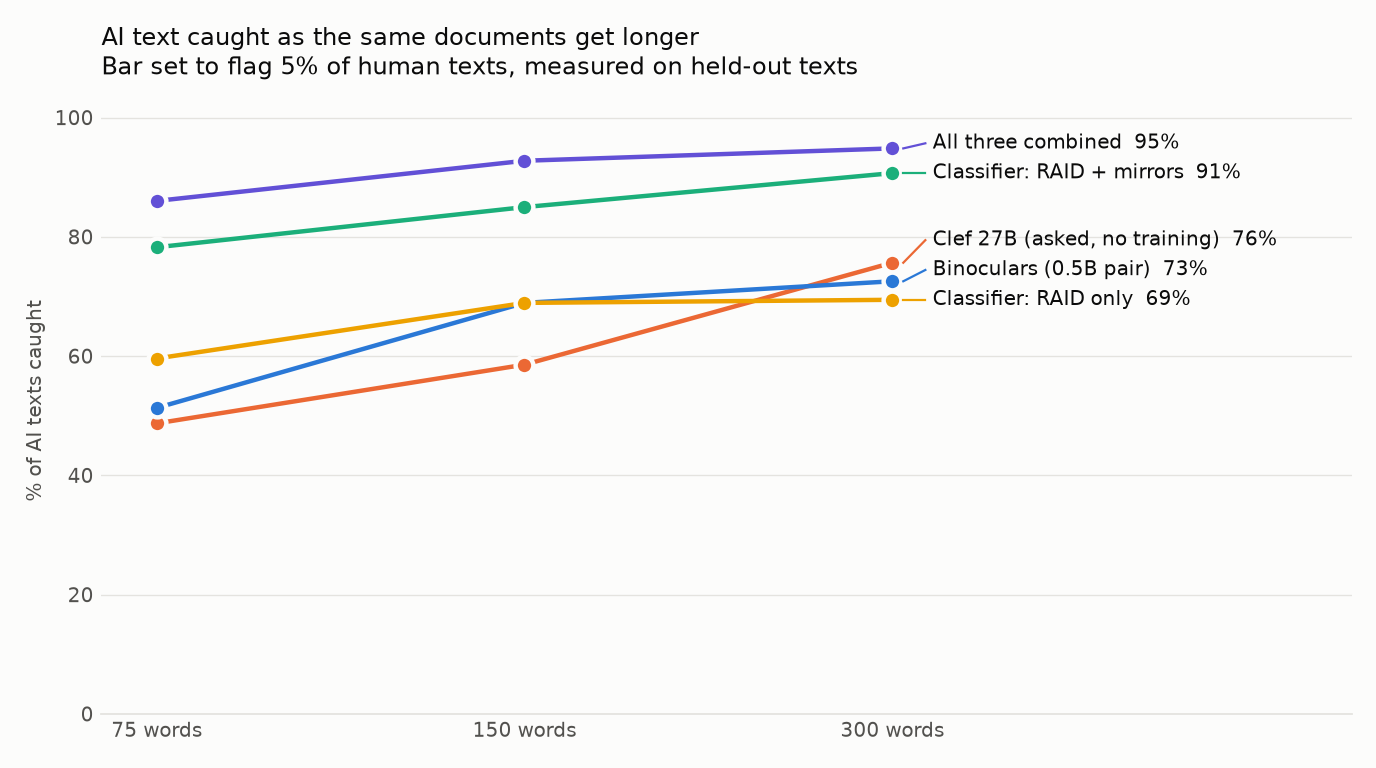 AI text caught as the same documents get longer
Bar set to flag 5% of human texts, measured on held-out texts
% of AI texts caught
100
80
60
40
20
0
All three combined 95%
Classifier: RAID + mirrors 91%
Clef 27B (asked, no training) 76%
Binoculars (0.5B pair) 73%
Classifier: RAID only 69%
75 words
150 words
300 words